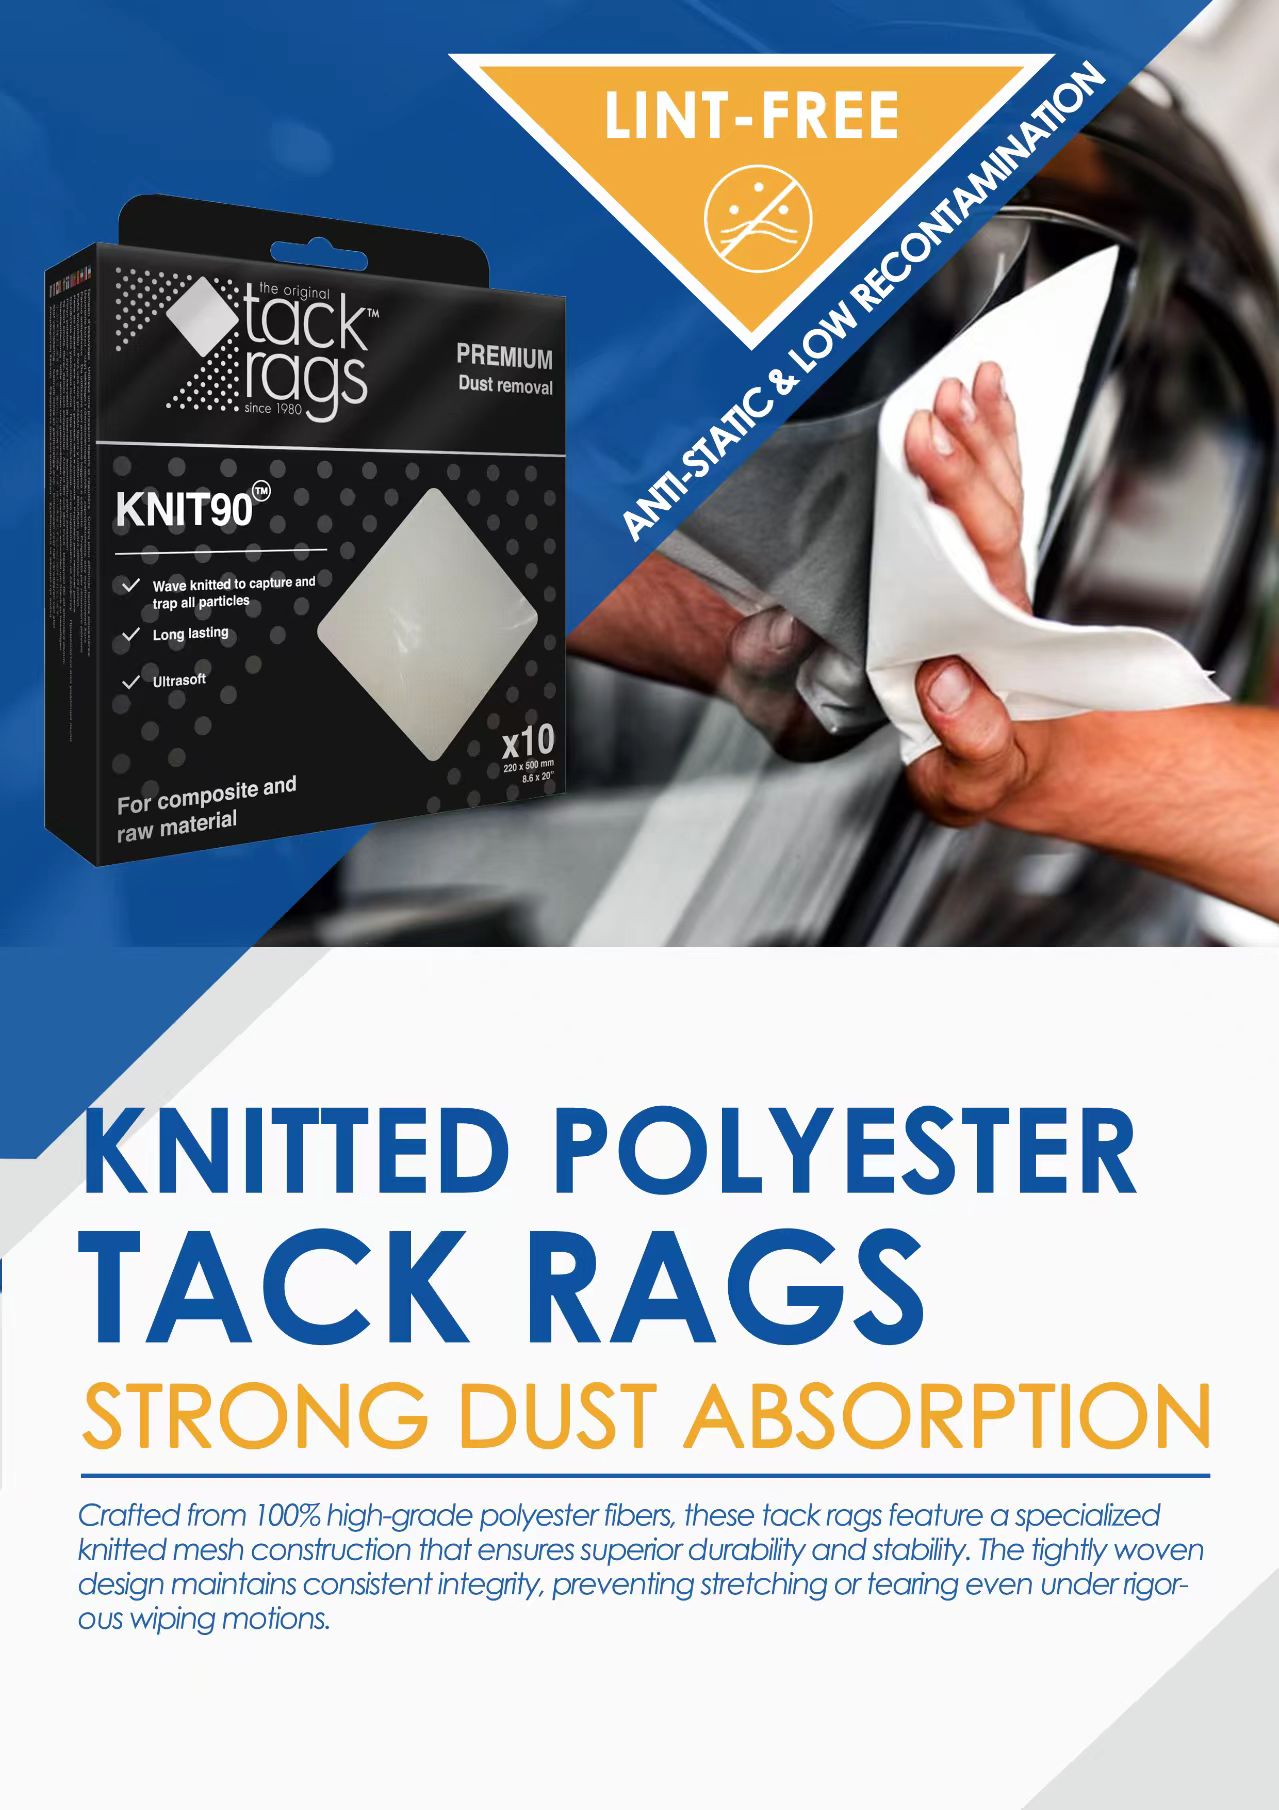 LINT-FREE
ANTI-STATIC & LOW RECONTAMINATION
the original
tack™
rags
since 1980
PREMIUM
Dust removal
KNIT90™
Wave knitted to capture and
trap all particles
Long lasting
Ultrasoft
x10
220 x 500 mm
8.6 x 20"
For composite and
raw material
KNITTED POLYESTER
TACK RAGS
STRONG DUST ABSORPTION
Crafted from 100% high-grade polyester fibers, these tack rags feature a specialized
knitted mesh construction that ensures superior durability and stability. The tightly woven
design maintains consistent integrity, preventing stretching or tearing even under rigor-
ous wiping motions.